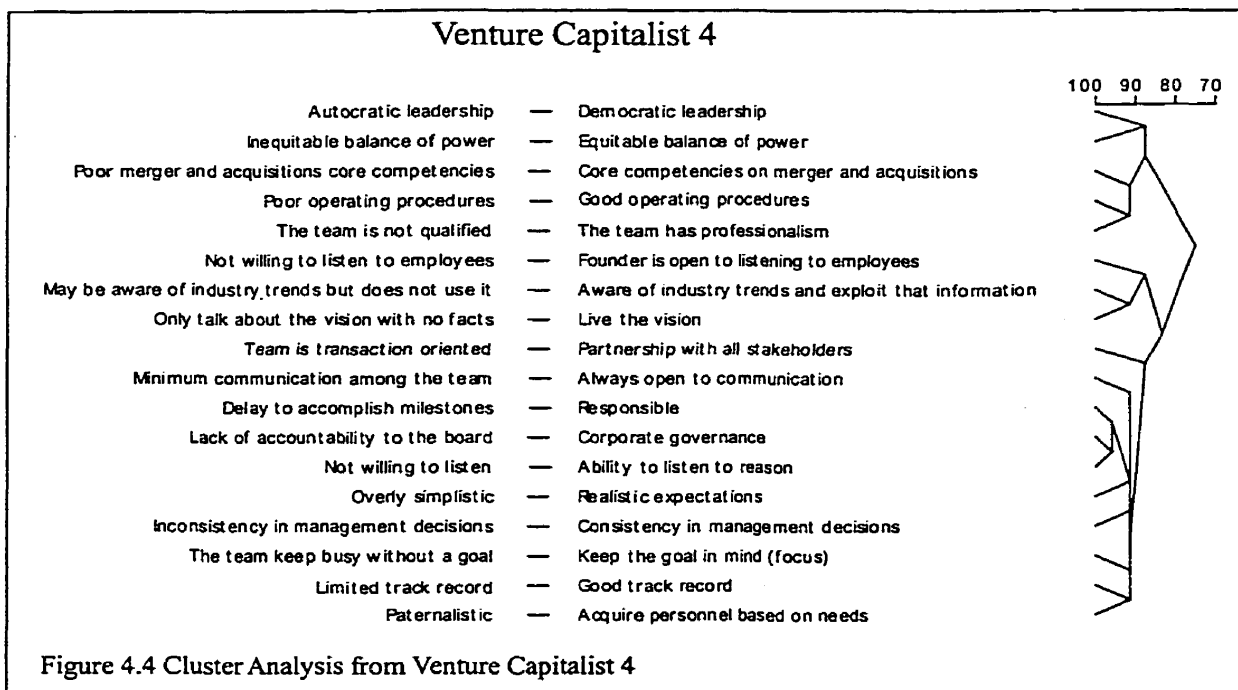 Venture Capitalist 4
100 90 80 70
Autocratic leadership — Democratic leadership
Inequitable balance of power — Equitable balance of power
Poor merger and acquisitions core competencies — Core competencies on merger and acquisitions
Poor operating procedures — Good operating procedures
The team is not qualified — The team has professionalism
Not willing to listen to employees — Founder is open to listening to employees
May be aware of industry trends but does not use it — Aware of industry trends and exploit that information
Only talk about the vision with no facts — Live the vision
Team is transaction oriented — Partnership with all stakeholders
Minimum communication among the team — Always open to communication
Delay to accomplish milestones — Responsible
Lack of accountability to the board — Corporate governance
Not willing to listen — Ability to listen to reason
Overly simplistic — Realistic expectations
Inconsistency in management decisions — Consistency in management decisions
The team keep busy without a goal — Keep the goal in mind (focus)
Limited track record — Good track record
Paternalistic — Acquire personnel based on needs
Figure 4.4 Cluster Analysis from Venture Capitalist 4